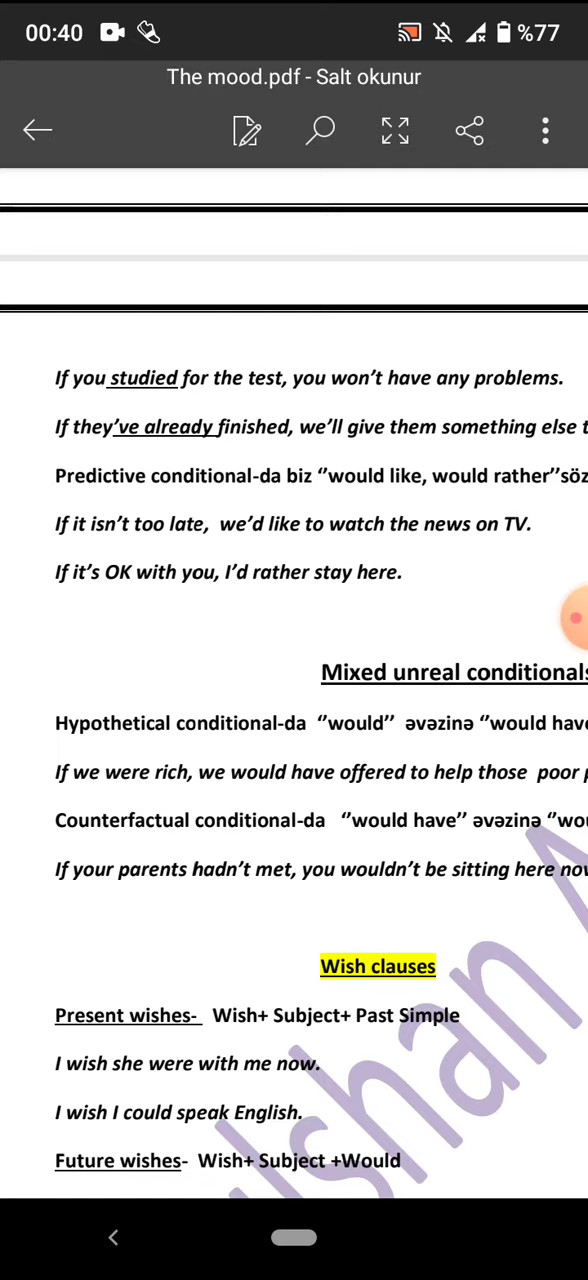 00:40 %77
The mood.pdf - Salt okunur
If you studied for the test, you won't have any problems.
If they've already finished, we'll give them something else
Predictive conditional-da biz ‘’would like, would rather’’söz
If it isn't too late, we'd like to watch the news on TV.
If it's OK with you, I'd rather stay here.
Mixed unreal conditionals
Hypothetical conditional-da ‘’would’’ əvəzinə ‘’would have
If we were rich, we would have offered to help those poor
Counterfactual conditional-da ‘’would have’’ əvəzinə
If your parents hadn't met, you wouldn't be sitting here now
Wish clauses
Present wishes- Wish+ Subject+ Past Simple
I wish she were with me now.
I wish I could speak English.
Future wishes- Wish+ Subject +Would